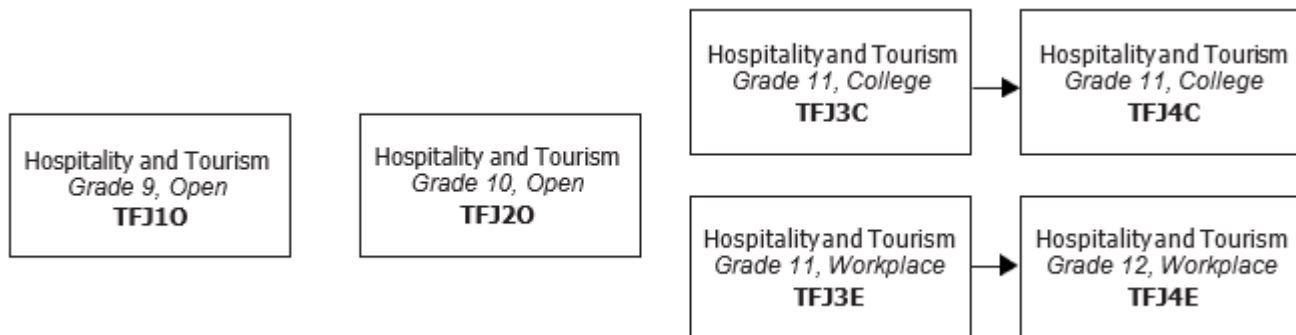 Hospitality and Tourism
Grade 9, Open
TFJ1O
Hospitality and Tourism
Grade 10, Open
TFJ2O
Hospitality and Tourism
Grade 11, College
TFJ3C
Hospitality and Tourism
Grade 11, College
TFJ4C
Hospitality and Tourism
Grade 11, Workplace
TFJ3E
Hospitality and Tourism
Grade 12, Workplace
TFJ4E